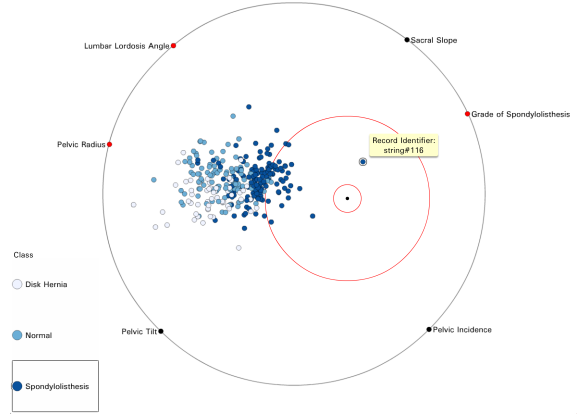 Sacral Slope
Lumbar Lordosis Angle
Grade of Spondylolisthesis
Record Identifier:
string#116
Pelvic Radius
Class
Disk Hernia
Pelvic Tilt
Pelvic Incidence
Normal
Spondylolisthesis